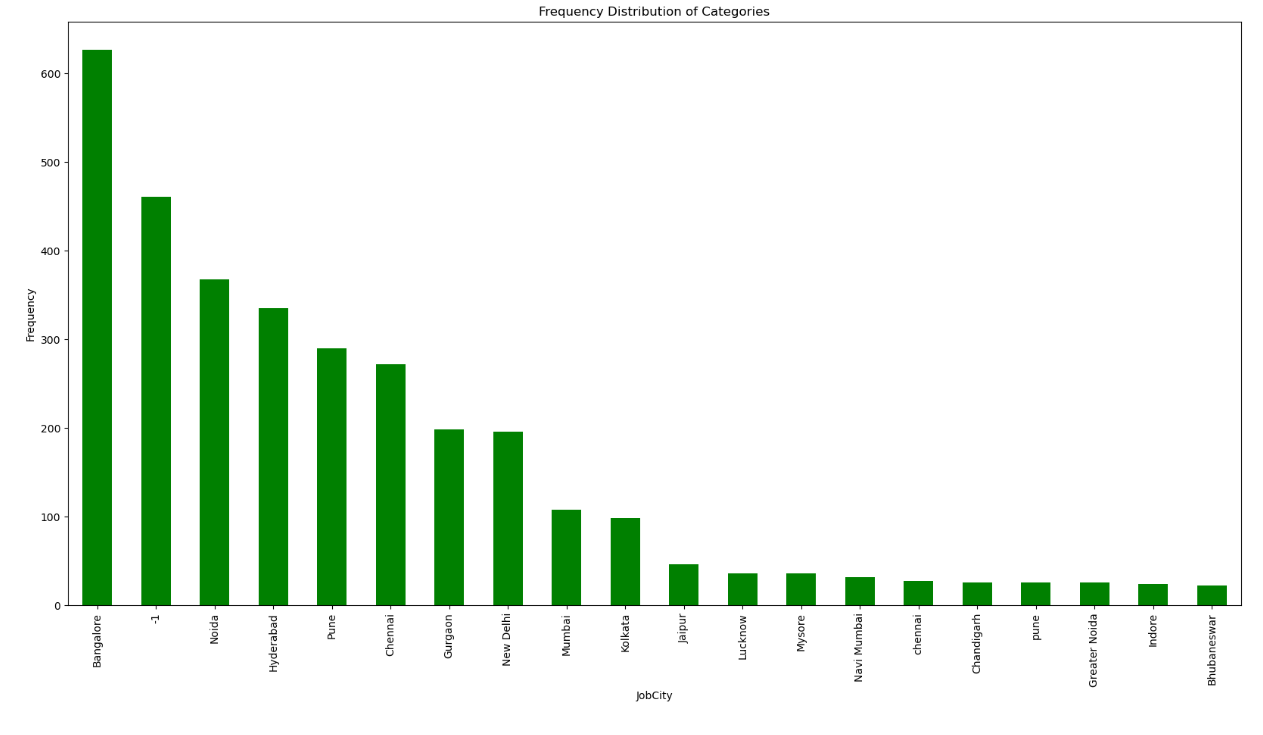 Frequency Distribution of Categories
600
500
400
300
200
100
0
Frequency
Bangalore
-1
Noida
Hyderabad
Pune
Chennai
Gurgaon
New Delhi
Mumbai
Kolkata
Jaipur
Lucknow
Mysore
Navi Mumbai
chennai
Chandigarh
pune
Greater Noida
Indore
Bhubaneswar
JobCity